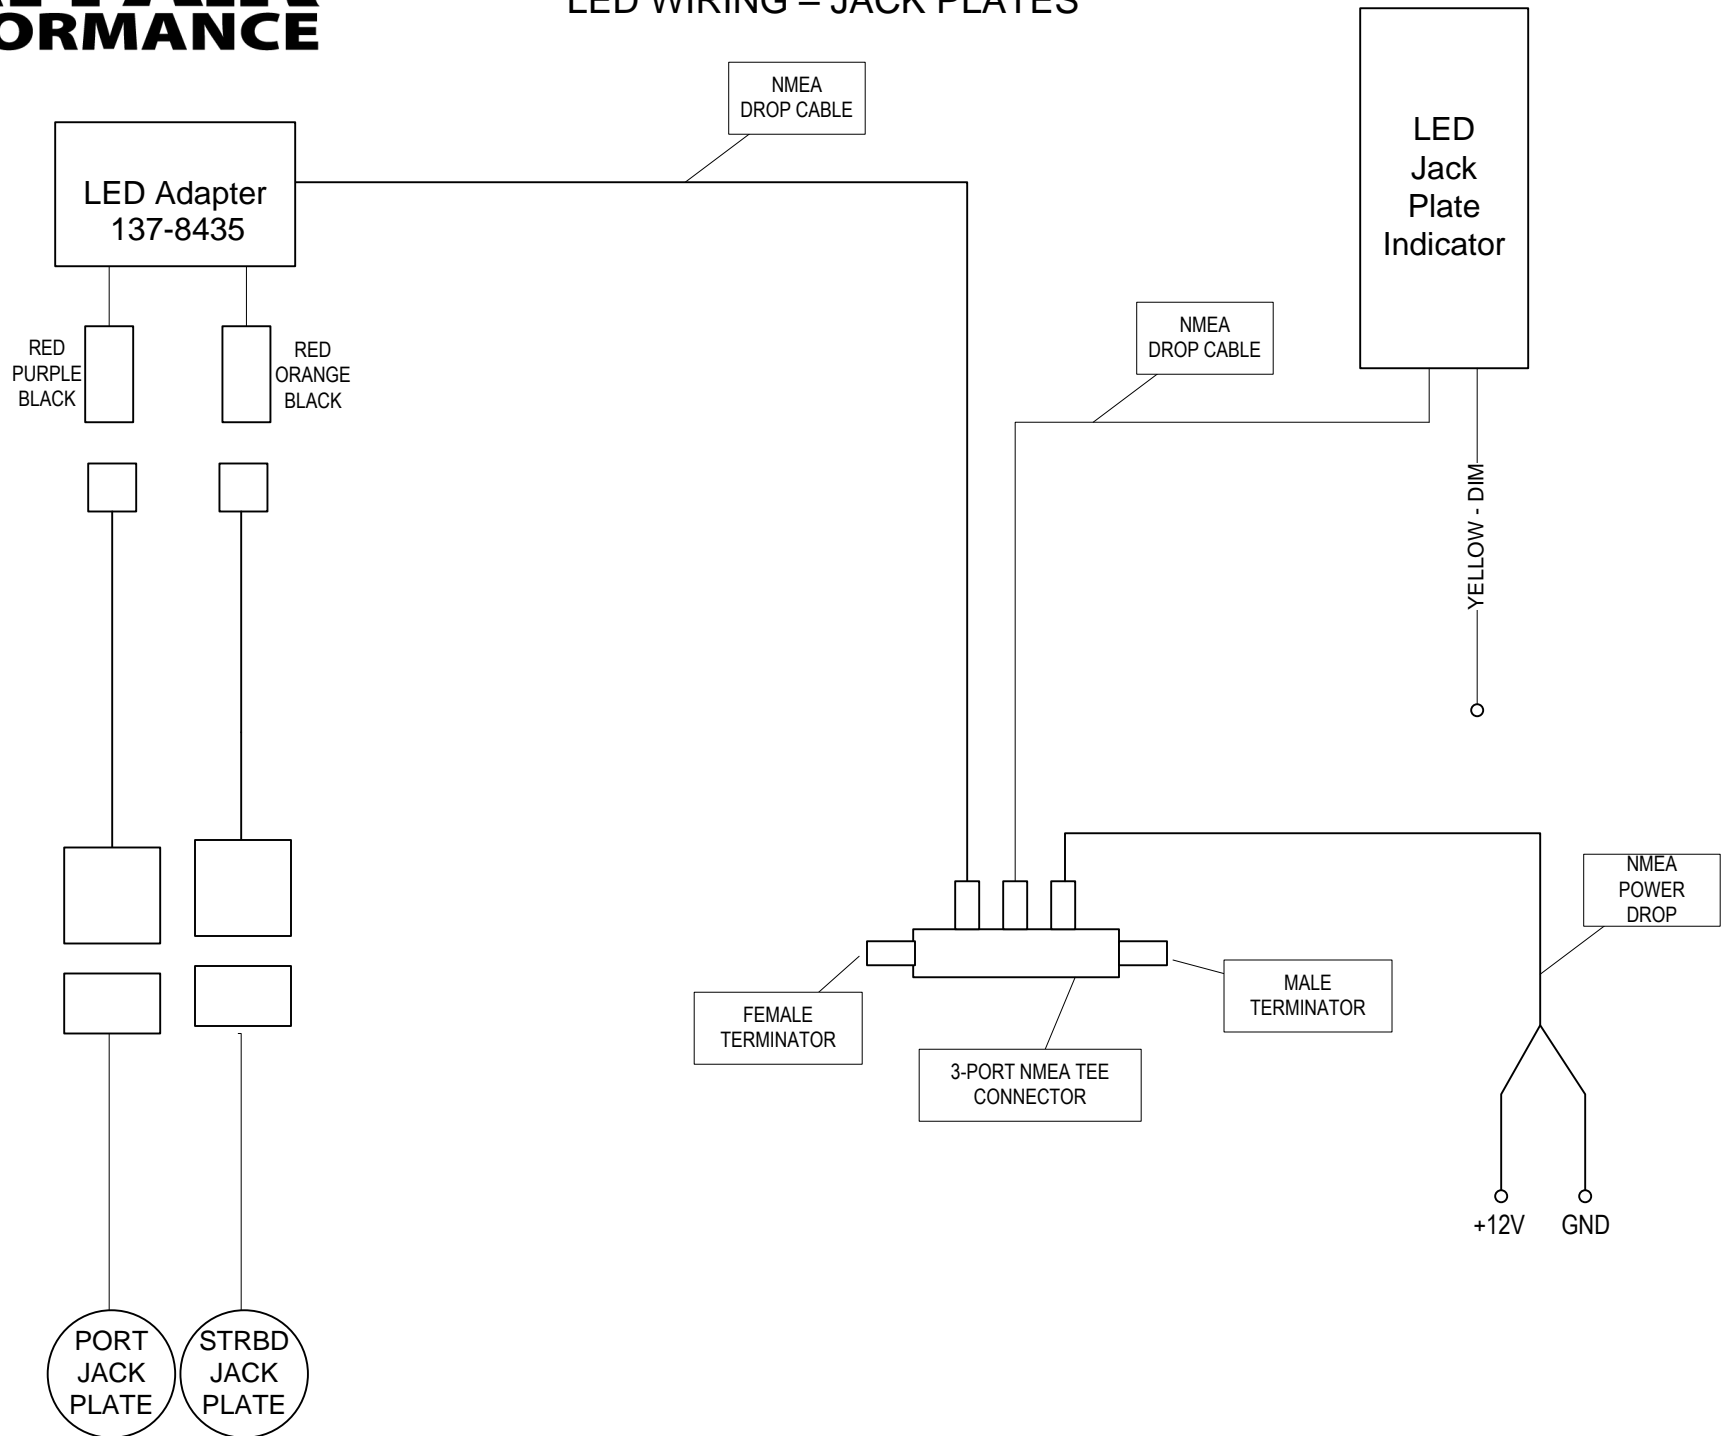 ORMANCE
LED WIRING – JACK PLATES
NMEA
DROP CABLE
LED
Jack
Plate
Indicator
LED Adapter
137-8435
NMEA
DROP CABLE
RED
PURPLE
BLACK
RED
ORANGE
BLACK
YELLOW - DIM
NMEA
POWER
DROP
FEMALE
TERMINATOR
MALE
TERMINATOR
3-PORT NMEA TEE
CONNECTOR
+12V GND
PORT
JACK
PLATE
STRBD
JACK
PLATE